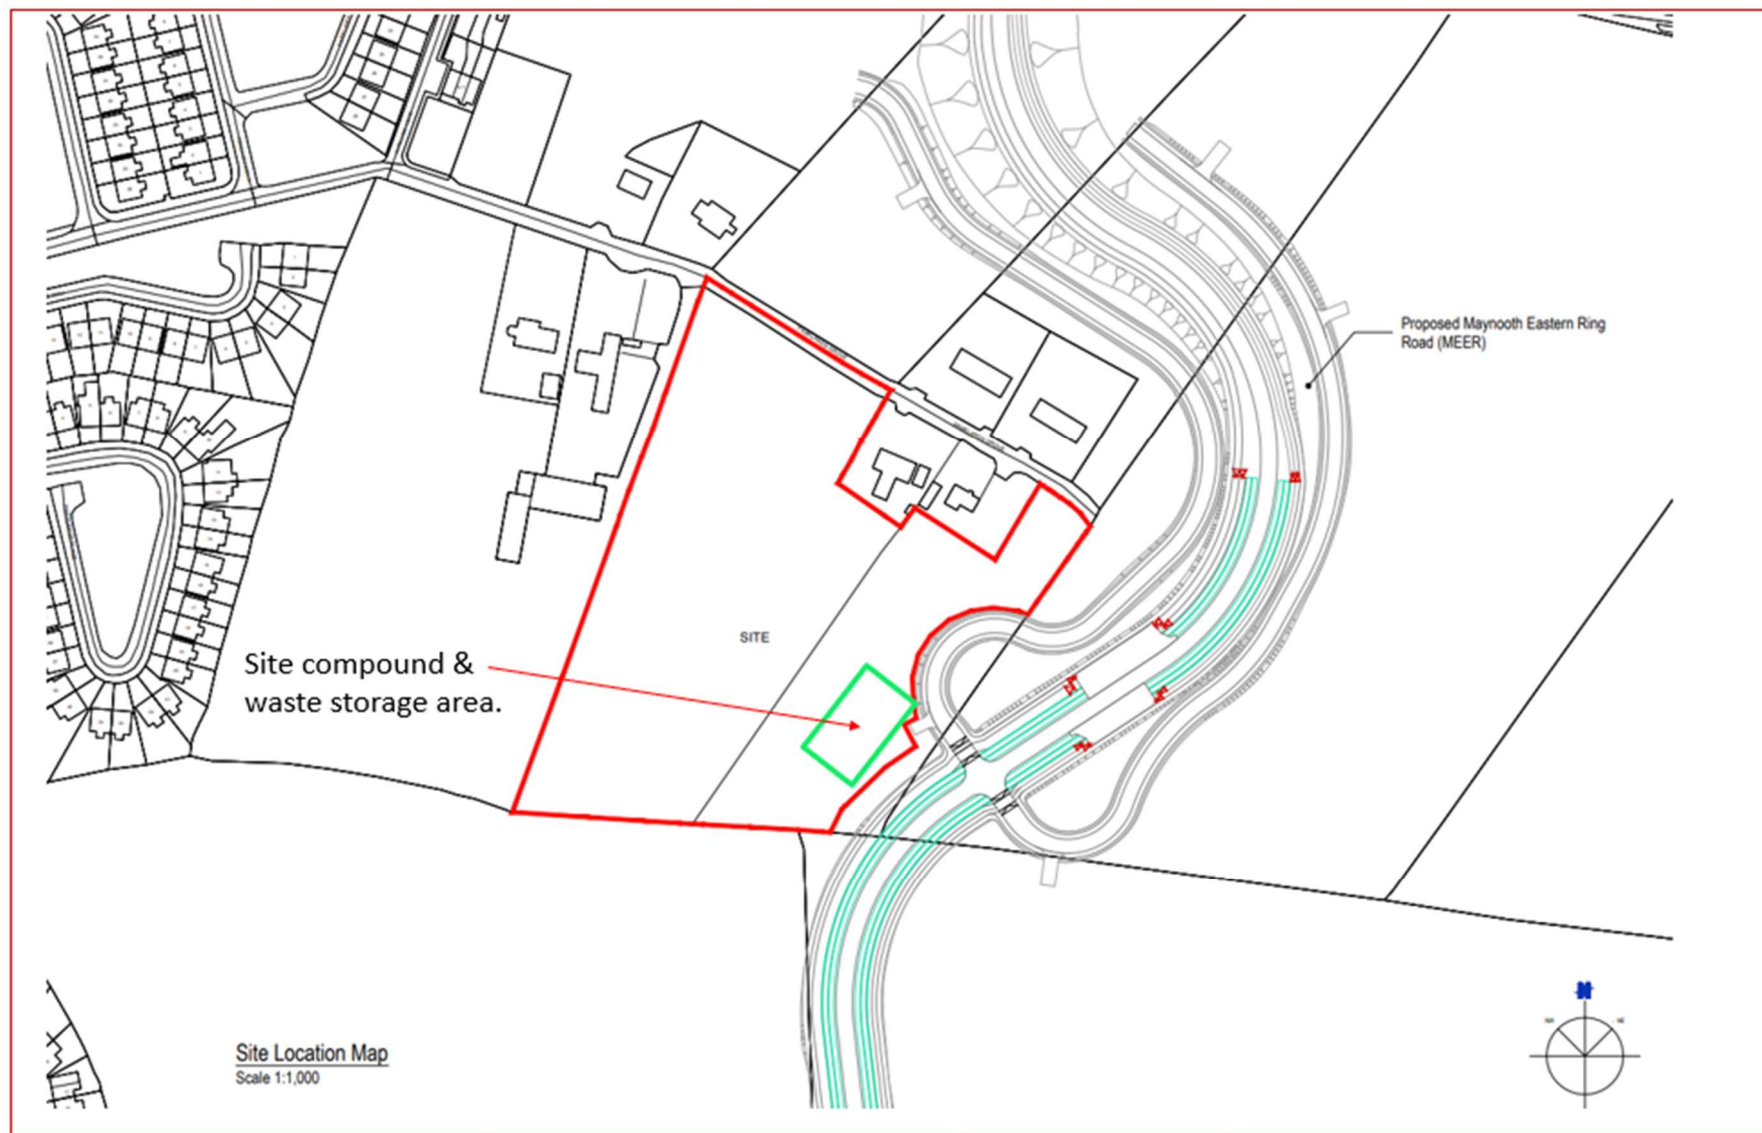 Proposed Maynooth Eastern Ring
Road (MEER)
SITE
Site compound &
waste storage area.
N
Site Location Map
Scale 1:1,000